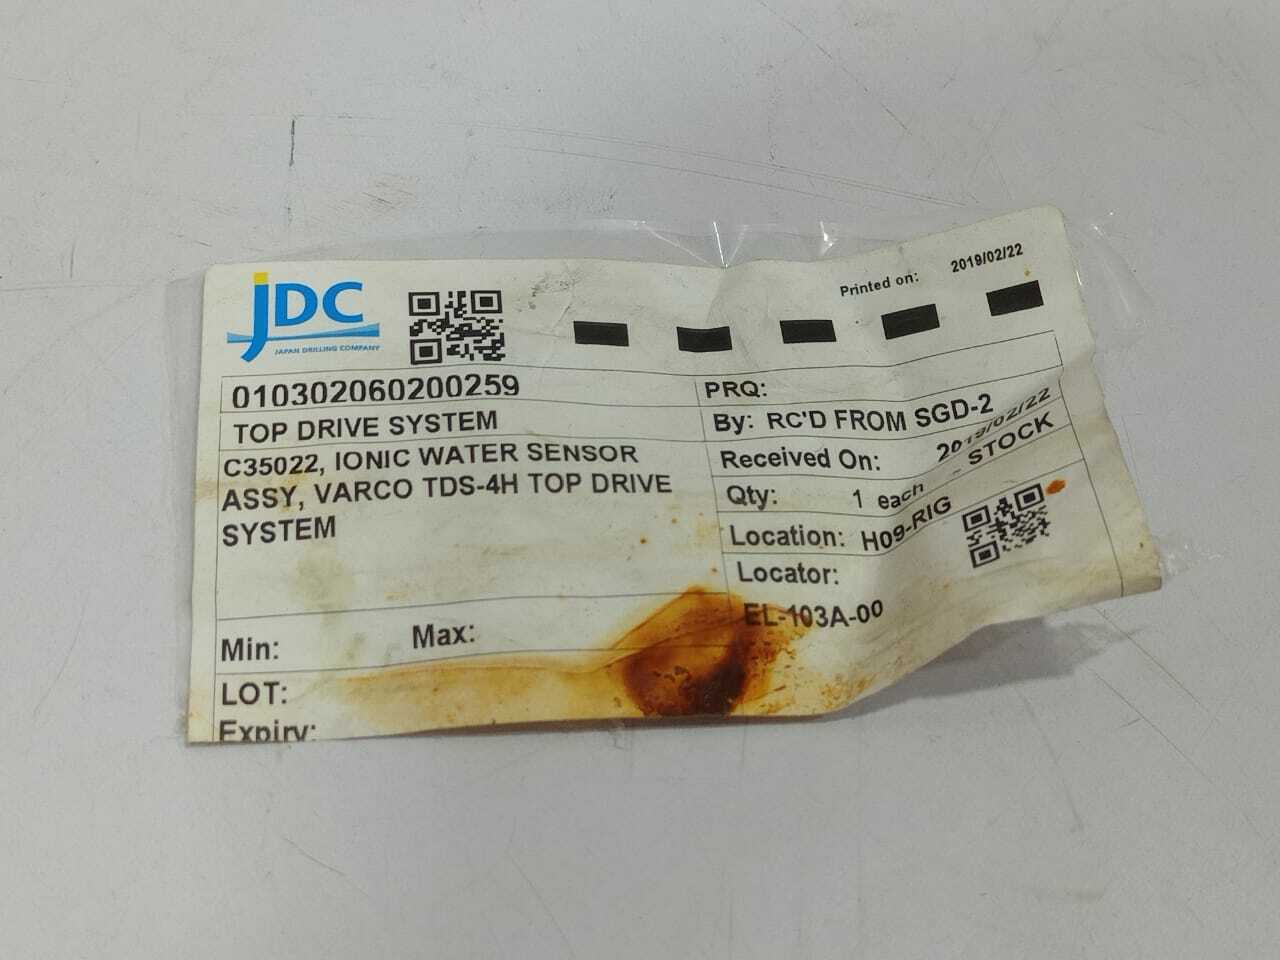 JDC
JAPAN DRILLING COMPANY
Printed on: 2019/02/22
010302060200259
TOP DRIVE SYSTEM
C35022, IONIC WATER SENSOR
ASSY, VARCO TDS-4H TOP DRIVE
SYSTEM
Min: Max:
LOT:
Expiry:
PRQ:
By: RC'D FROM SGD-2
Received On: 2019/02/22
Qty: 1 each - STOCK
Location: H09-RIG
Locator:
EL-103A-00